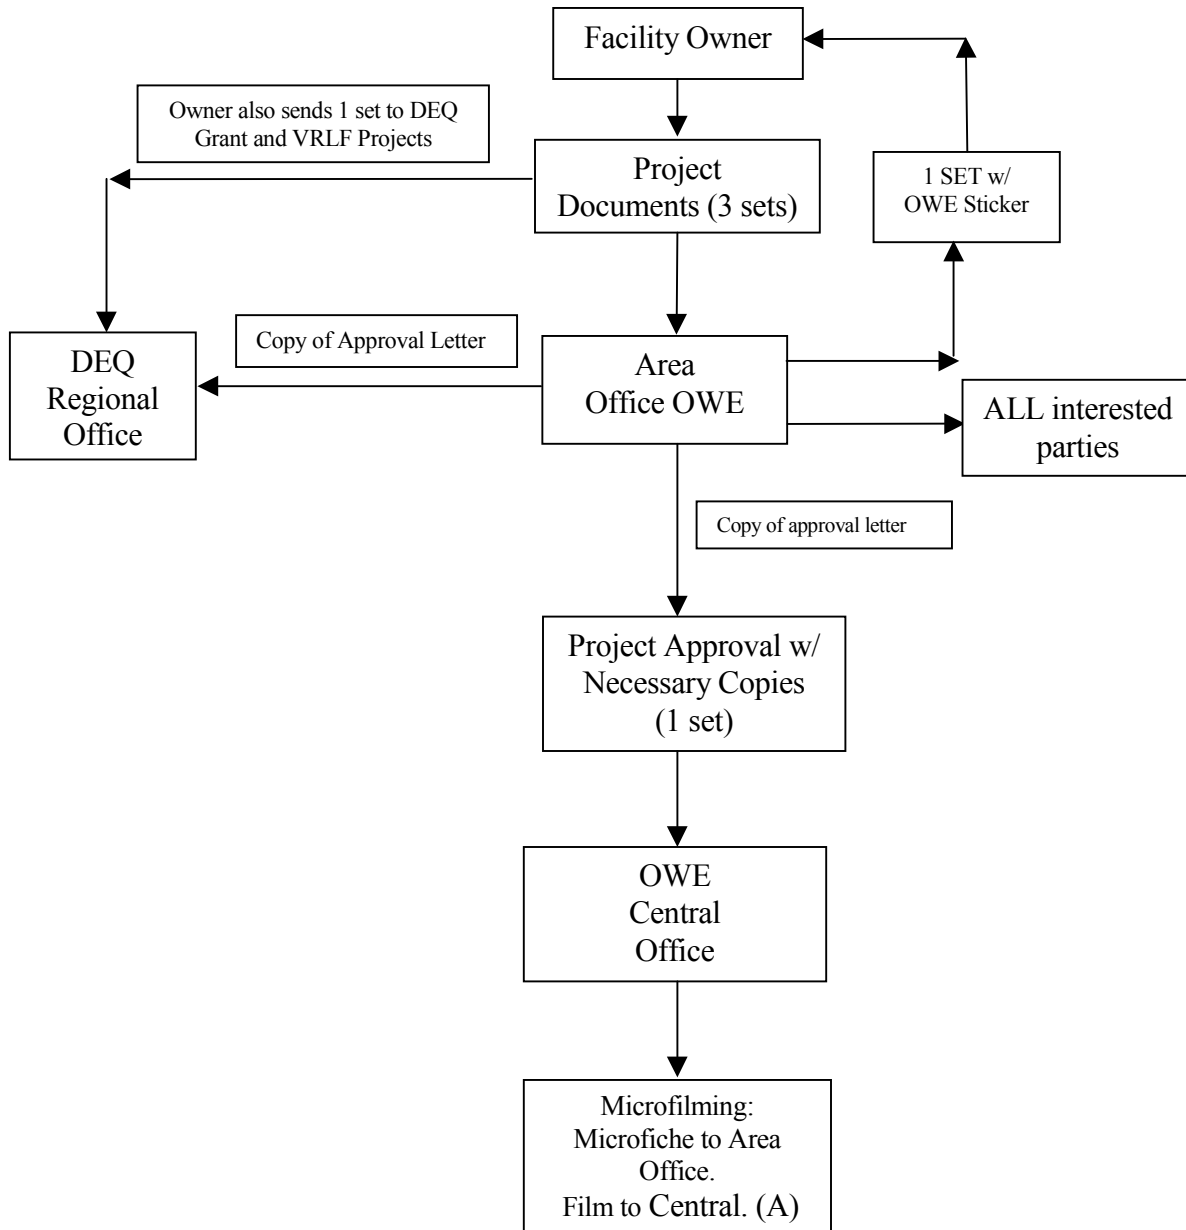 Facility Owner
Owner also sends 1 set to DEQ
Grant and VRLF Projects
Project
Documents (3 sets)
1 SET w/
OWE Sticker
DEQ
Regional
Office
Copy of Approval Letter
Area
Office OWE
ALL interested
parties
Copy of approval letter
Project Approval w/
Necessary Copies
(1 set)
OWE
Central
Office
Microfilming:
Microfiche to Area
Office.
Film to Central. (A)